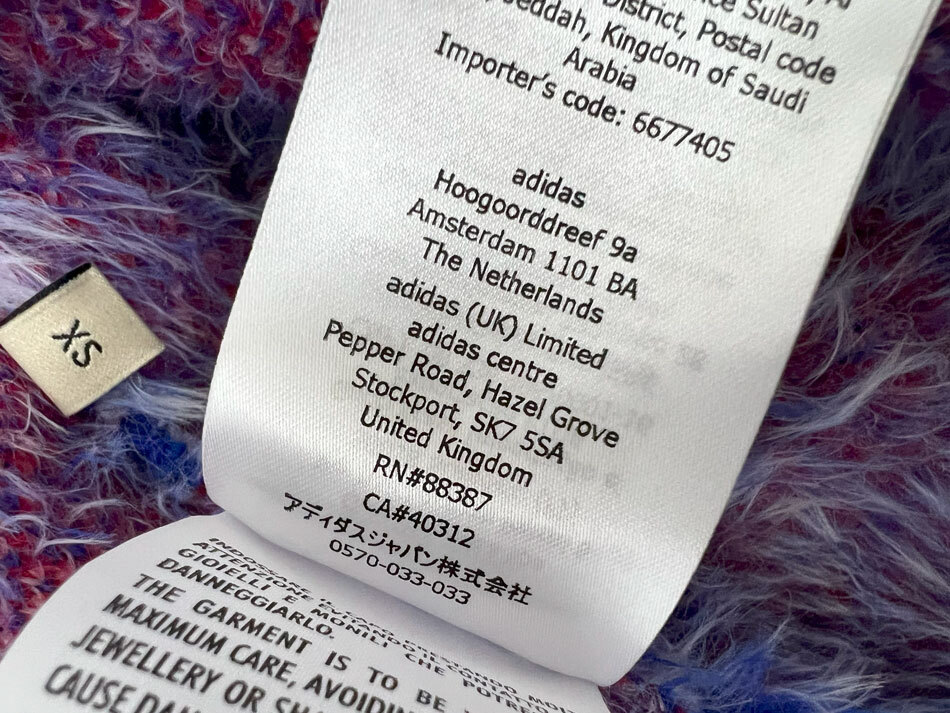 Sultan
District, Postal code
Jeddah, Kingdom of Saudi
Arabia
Importer's code: 6677405
adidas
Hoogoorddreef 9a
Amsterdam 1101 BA
The Netherlands
adidas (UK) Limited
adidas centre
Pepper Road, Hazel Grove
Stockport, SK7 5SA
United Kingdom
RN#88387
CA#40312
アディダスジャパン株式会社
0570-033-033
XS
GIOIELLI E MONILI CHE
DANNEGGIARLO.
THE GARMENT IS TO BE
MAXIMUM CARE, AVOIDING
JEWELLERY OR
CAUSE